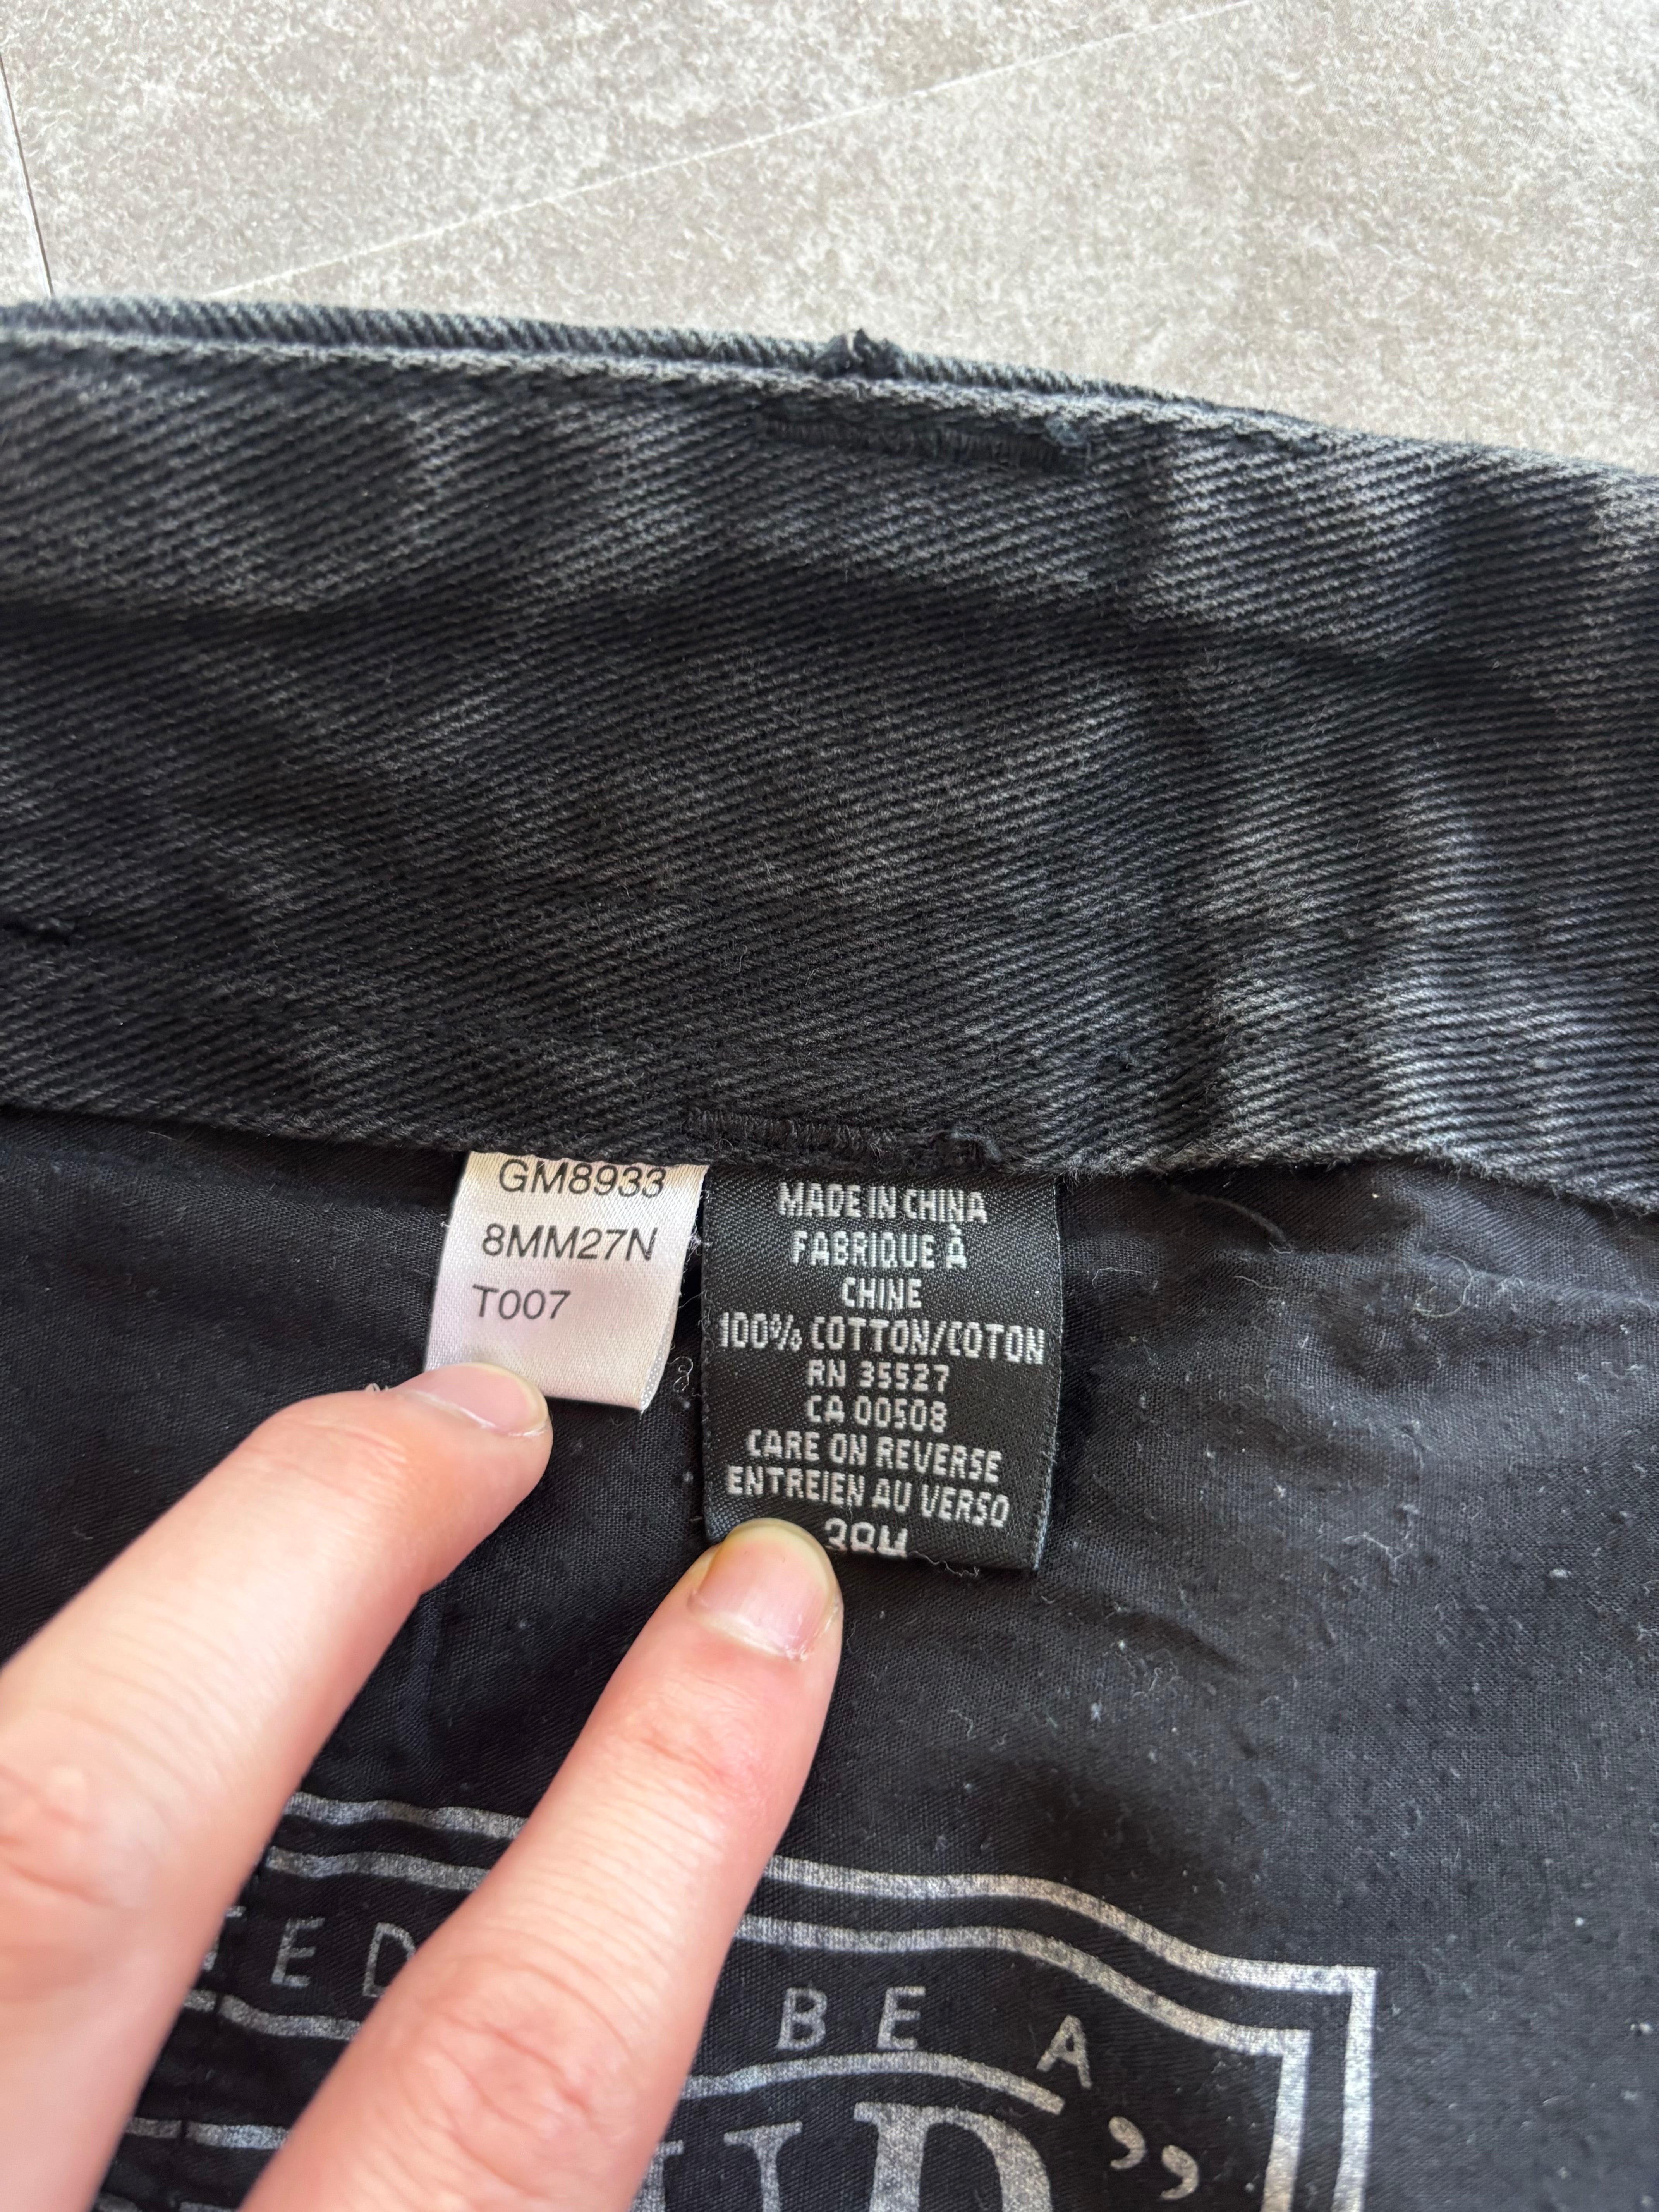 GM8933
8MM27N
T007
MADE IN CHINA
FABRIQUE À
CHINE
100% COTTON/COTON
RN 35527
CA 00508
CARE ON REVERSE
ENTREIEN AU VERSO
BE A
”